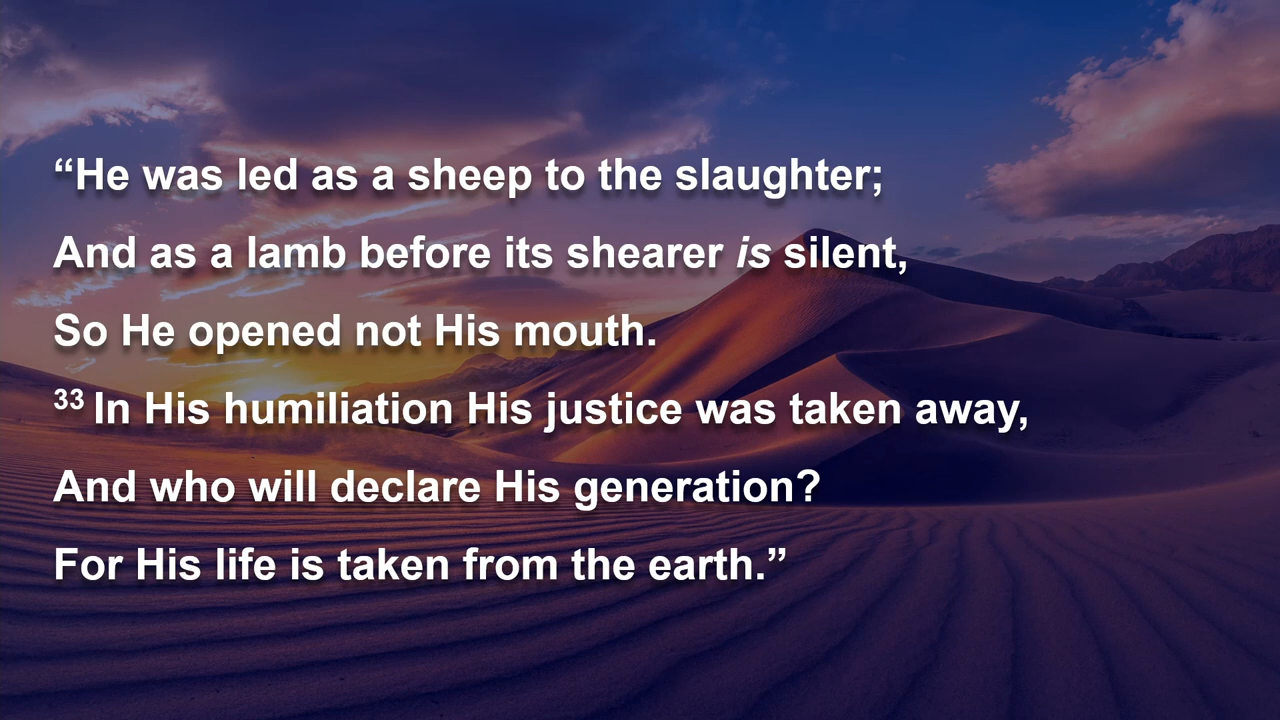 “He was led as a sheep to the slaughter;
And as a lamb before its shearer is silent,
So He opened not His mouth.
33 In His humiliation His justice was taken away,
And who will declare His generation?
For His life is taken from the earth.”